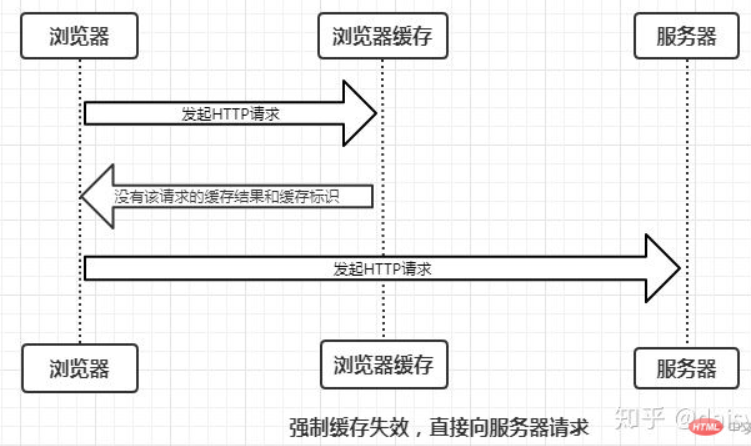 浏览器 浏览器缓存 服务器
发起HTTP请求
没有该请求的缓存结果和缓存标识
发起HTTP请求
浏览器 浏览器缓存 服务器
强制缓存失效，直接向服务器请求
知乎
HTML